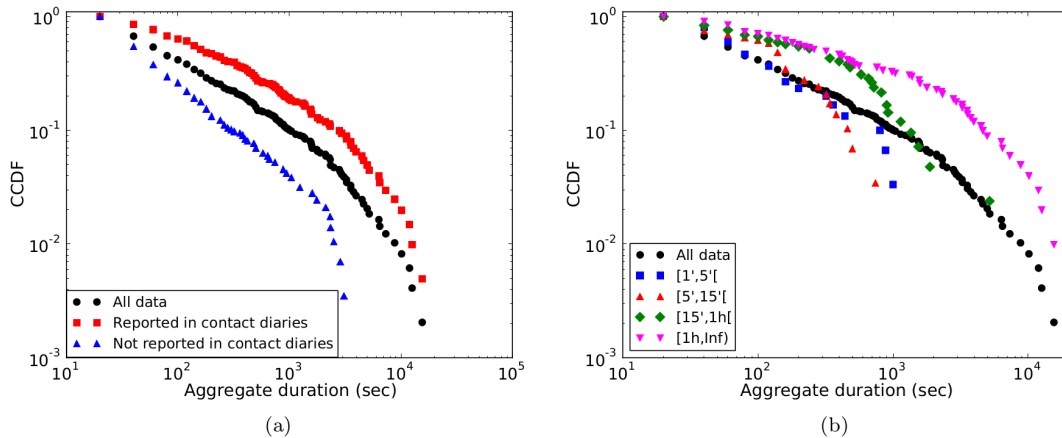 10^0
10^-1
10^-2
10^-3
CCDF
10^1
10^2
10^3
10^4
10^5
Aggregate duration (sec)
All data
Reported in contact diaries
Not reported in contact diaries
(a)
10^0
10^-1
10^-2
10^-3
CCDF
10^1
10^2
10^3
10^4
Aggregate duration (sec)
All data
[1',5'[
[5',15'[
[15',1h[
[1h,Inf)
(b)